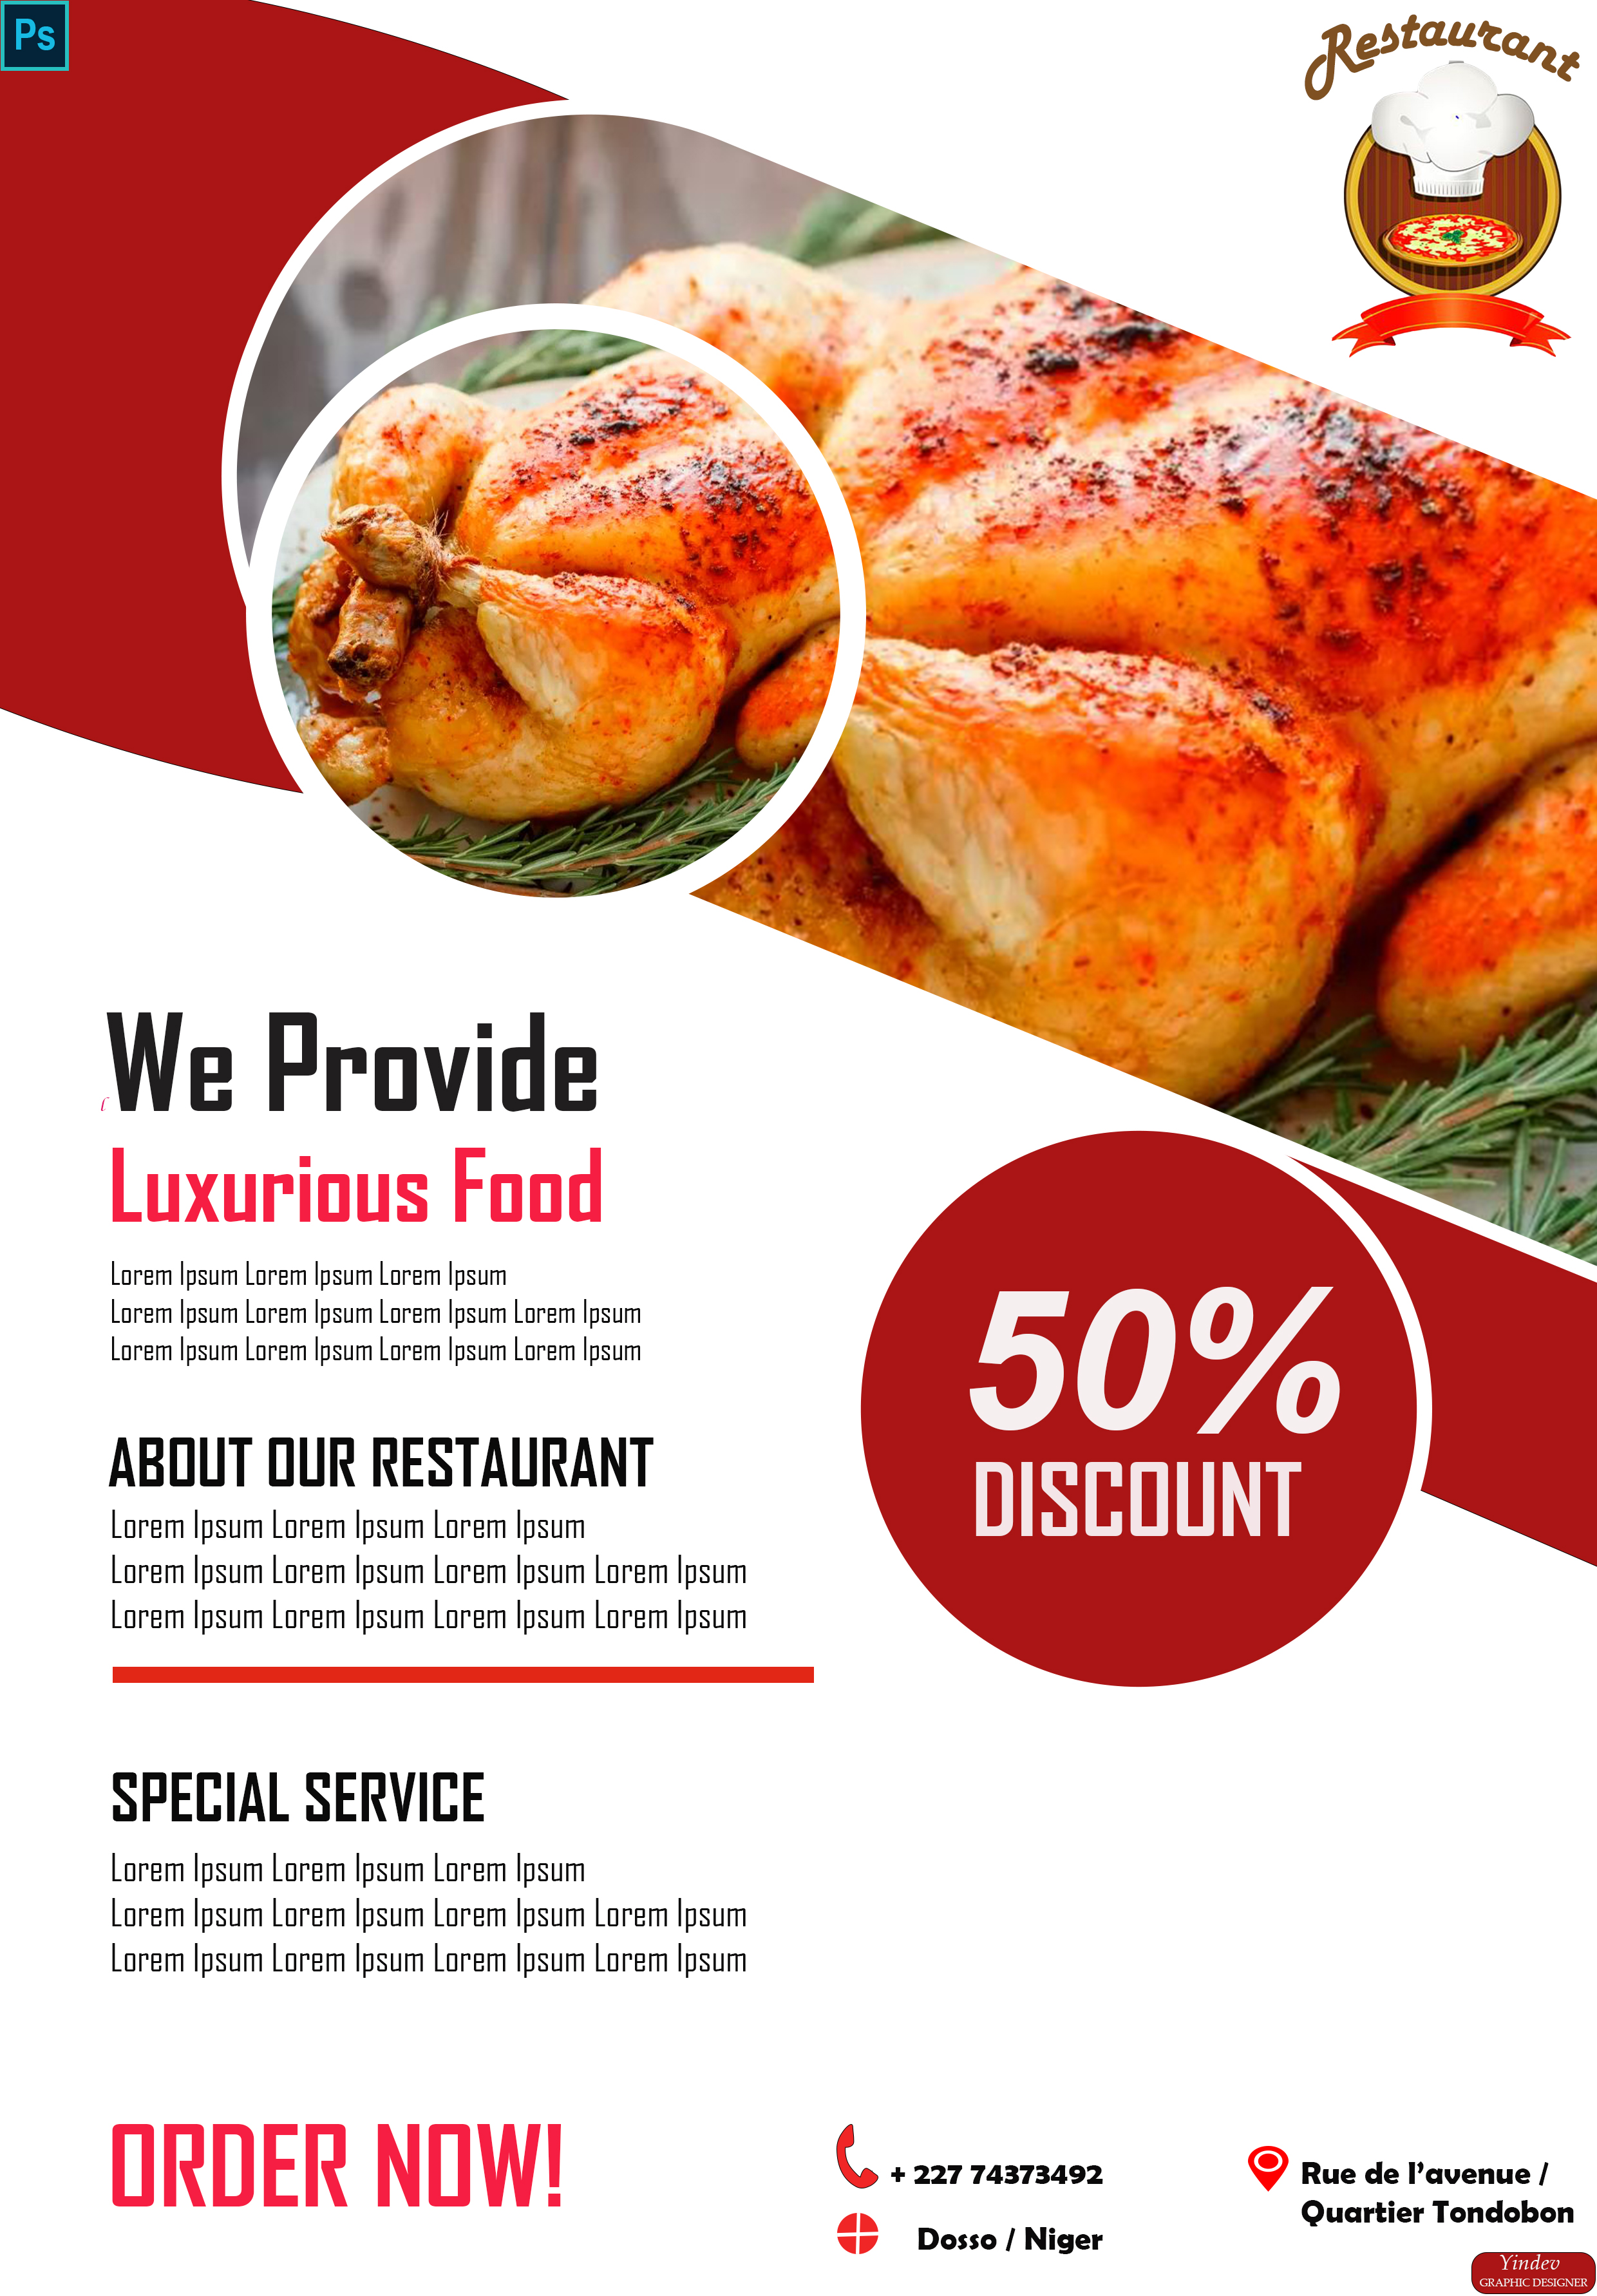 Ps
Restaurant
We Provide
Luxurious Food
Lorem Ipsum Lorem Ipsum Lorem Ipsum
Lorem Ipsum Lorem Ipsum Lorem Ipsum Lorem Ipsum
Lorem Ipsum Lorem Ipsum Lorem Ipsum Lorem Ipsum
50%
DISCOUNT
ABOUT OUR RESTAURANT
Lorem Ipsum Lorem Ipsum Lorem Ipsum
Lorem Ipsum Lorem Ipsum Lorem Ipsum Lorem Ipsum
Lorem Ipsum Lorem Ipsum Lorem Ipsum Lorem Ipsum
SPECIAL SERVICE
Lorem Ipsum Lorem Ipsum Lorem Ipsum
Lorem Ipsum Lorem Ipsum Lorem Ipsum Lorem Ipsum
Lorem Ipsum Lorem Ipsum Lorem Ipsum Lorem Ipsum
ORDER NOW!
+ 227 74373492
Dosso / Niger
Rue de l’avenue /
Quartier Tondobon
Yindev
GRAPHIC DESIGNER